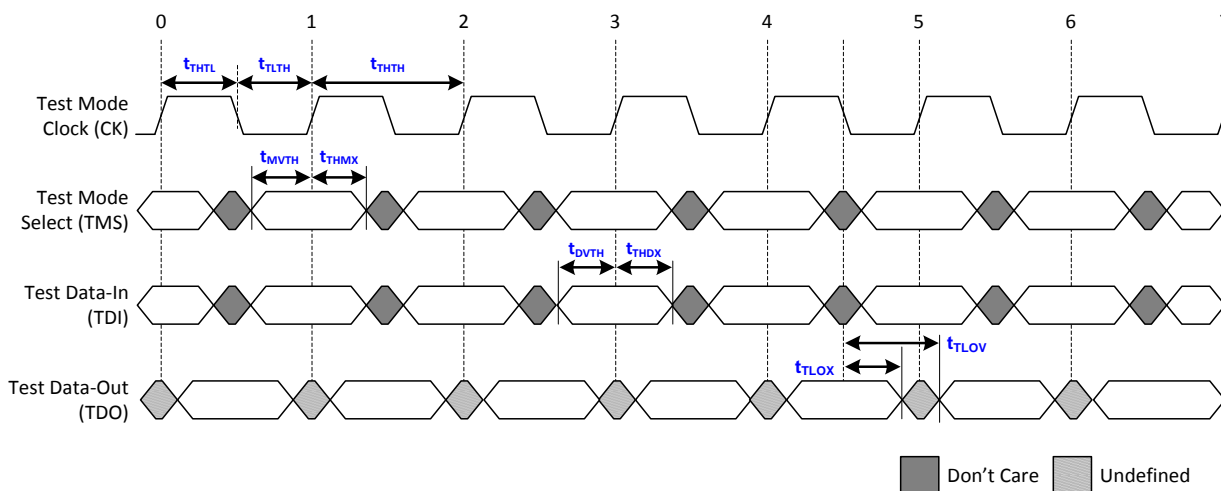 0 1 2 3 4 5 6
tTHTL tTLTH tTHTH
Test Mode
Clock (CK)
tMVTH tTHMX
Test Mode
Select (TMS)
tDVTH tTHDX
Test Data-In
(TDI)
tTLOV
tTLOX
Test Data-Out
(TDO)
Don't Care Undefined